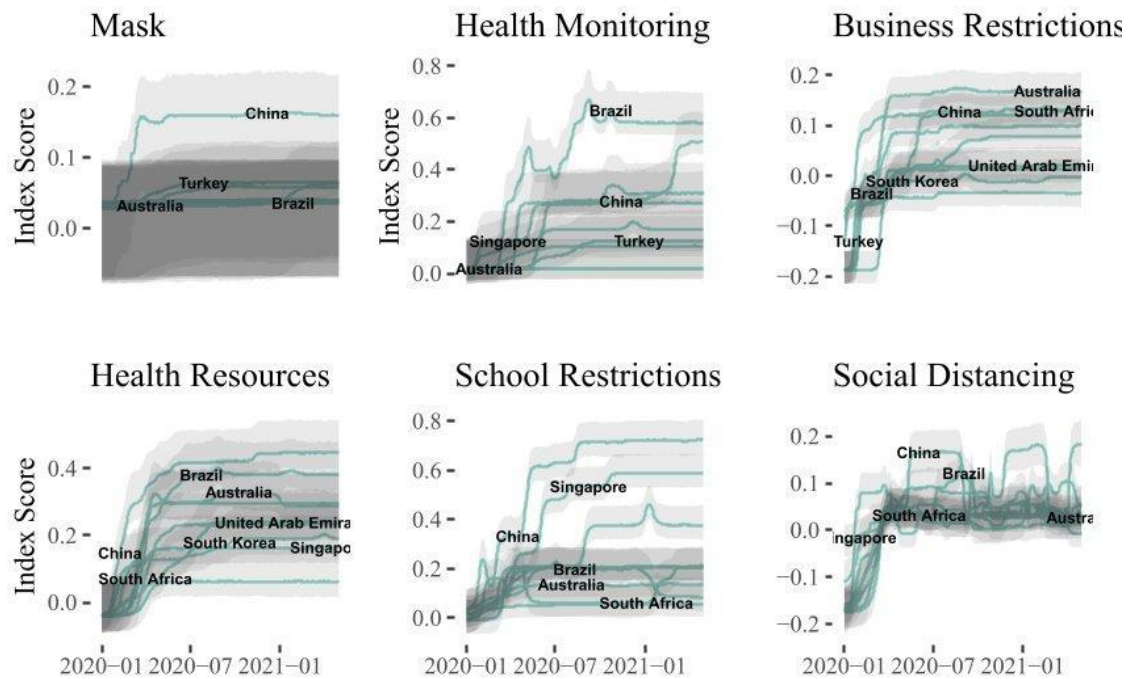 Mask
Health Monitoring
Business Restrictions
Index Score
0.2
0.1
0.0
China
Turkey
Australia
Brazil
0.8
0.6
0.4
0.2
0.0
Brazil
China
Singapore
Turkey
Australia
0.2
0.1
0.0
−0.1
−0.2
Australia
China
South Afri
United Arab Emi
South Korea
Brazil
Turkey
Health Resources
School Restrictions
Social Distancing
Index Score
0.4
0.2
0.0
Brazil
Australia
United Arab Emira
South Korea
China
Singapo
South Africa
0.8
0.6
0.4
0.2
0.0
Singapore
China
Brazil
Australia
South Africa
0.2
0.1
0.0
−0.1
−0.2
China
Brazil
South Africa
Austra
ingapore
2020−01
2020−07
2021−01
2020−01
2020−07
2021−01
2020−01
2020−07
2021−01